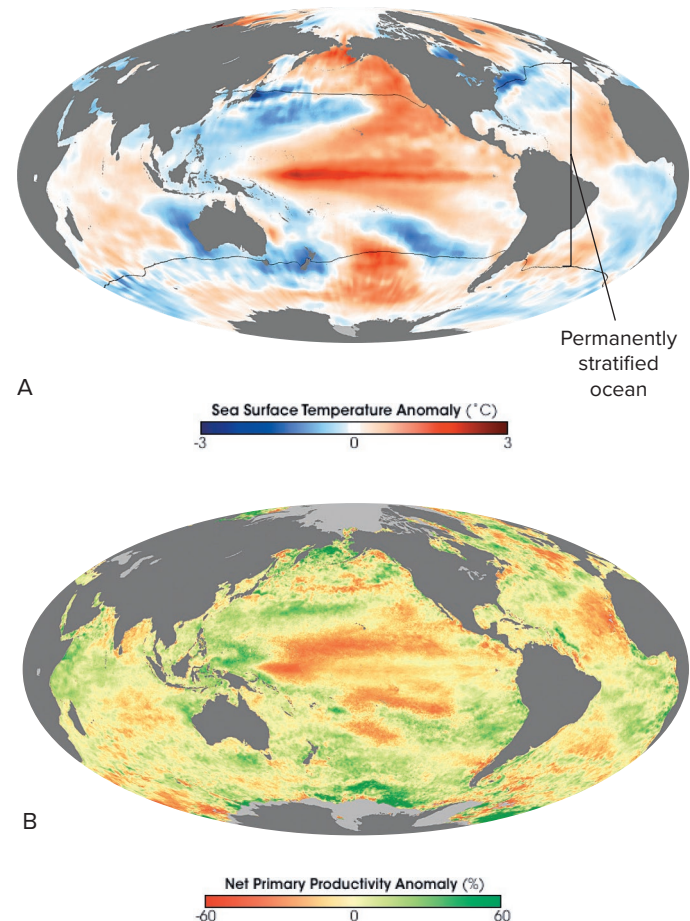 Permanently
stratified
ocean
A
Sea Surface Temperature Anomaly (˚C)
-3 0 3
B
Net Primary Productivity Anomaly (%)
-60 0 60